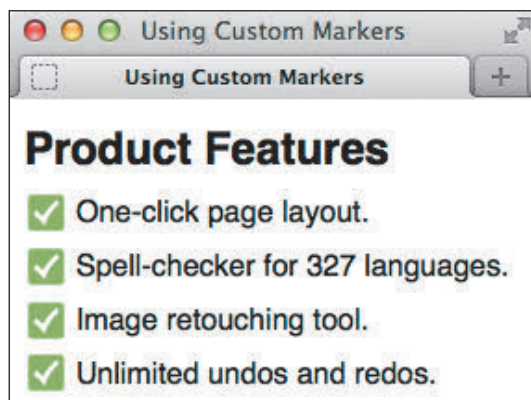 Using Custom Markers
Using Custom Markers
Product Features
One-click page layout.
Spell-checker for 327 languages.
Image retouching tool.
Unlimited undos and redos.